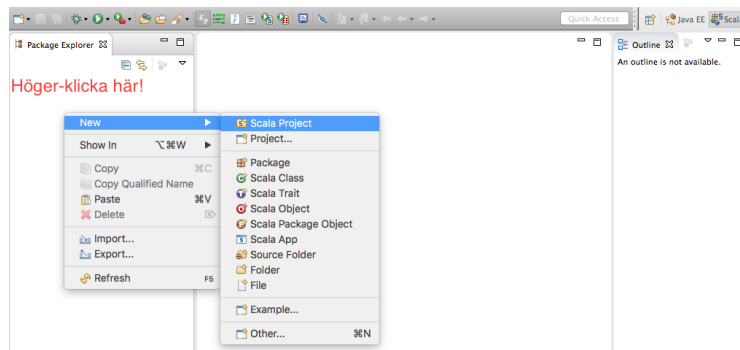 Quick Access
Java EE
Scal
Package Explorer
Outline
An outline is not available.
Höger-klicka här!
New
Show In ⌥⌘W
Copy ⌘C
Copy Qualified Name
Paste ⌘V
Delete ⌦
Import...
Export...
Refresh F5
Scala Project
Project...
Package
Scala Class
Scala Trait
Scala Object
Scala Package Object
Scala App
Source Folder
Folder
File
Example...
Other... ⌘N